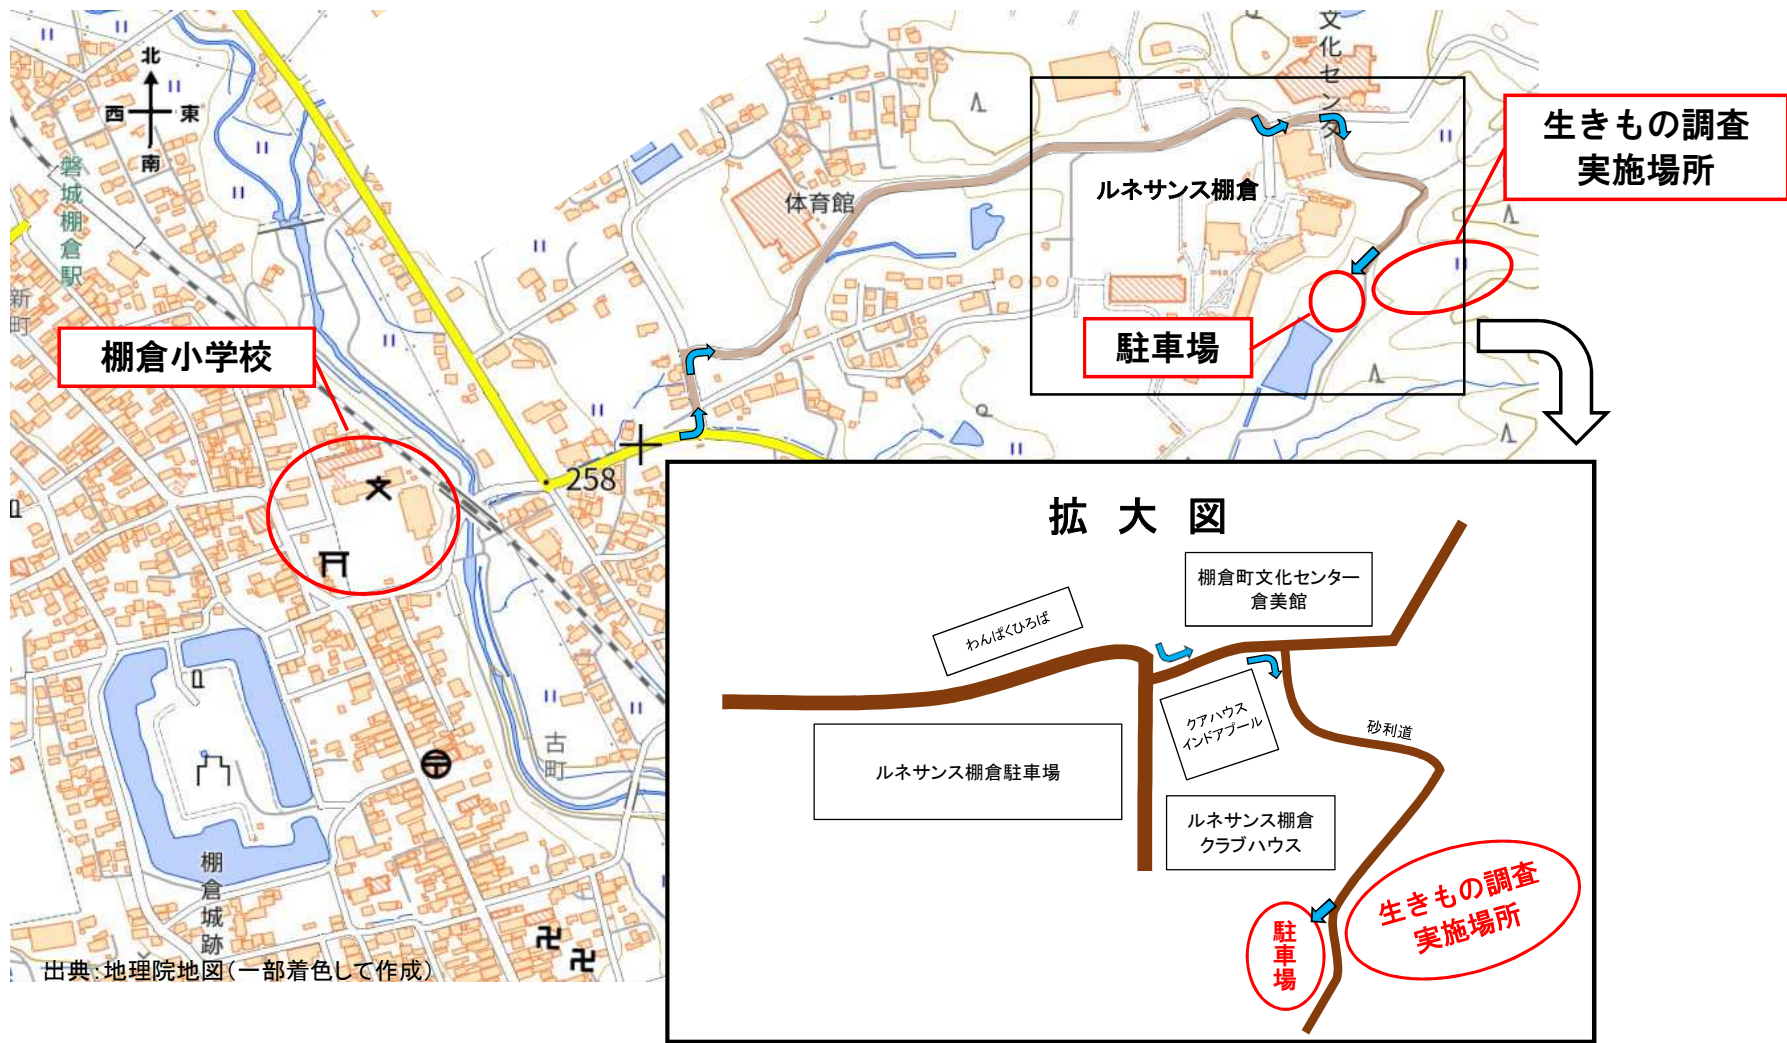 北
西
東
南
磐城棚倉駅
新町
棚倉小学校
258
体育館
文化センタ
ルネサンス棚倉
生きもの調査
実施場所
駐車場
古町
棚倉城跡
出典:地理院地図(一部着色して作成)
拡大図
棚倉町文化センター
倉美館
わんぱくひろば
クアハウス
インドアプール
砂利道
ルネサンス棚倉駐車場
ルネサンス棚倉
クラブハウス
生きもの調査
実施場所
駐車場